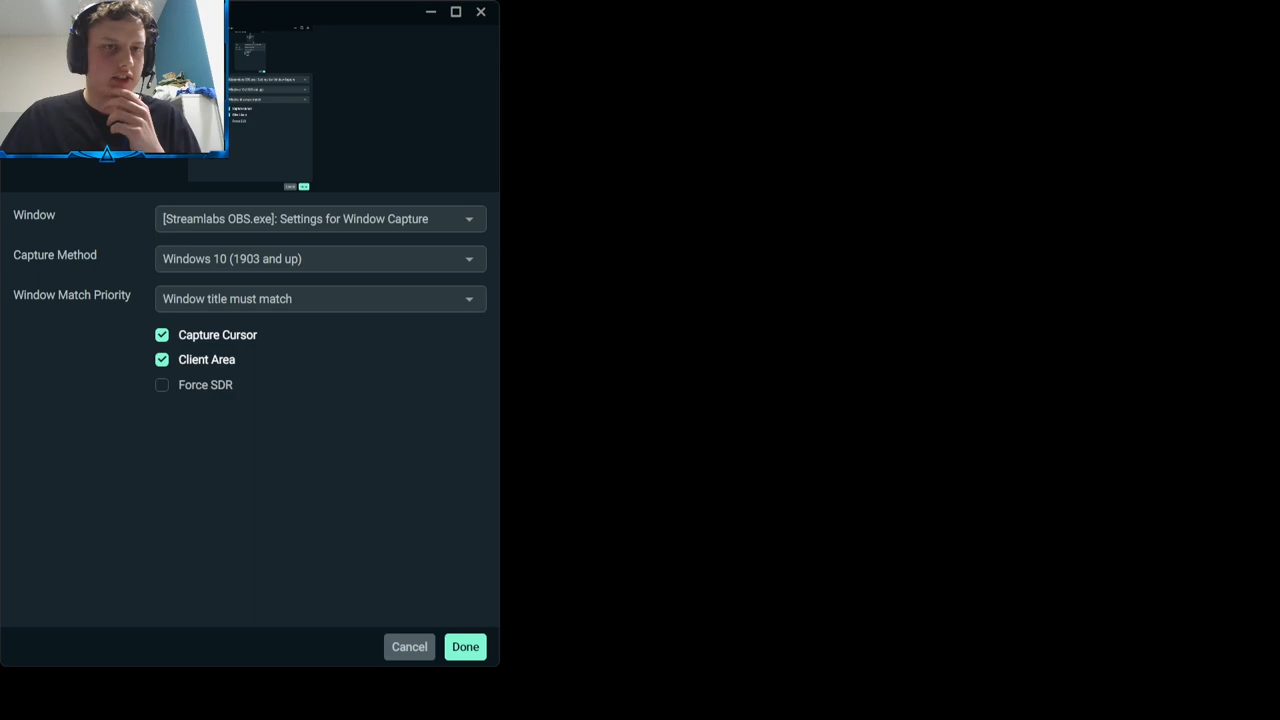 Window
[Streamlabs OBS.exe]: Settings for Window Capture
Capture Method
Windows 10 (1903 and up)
Window Match Priority
Window title must match
Capture Cursor
Client Area
Force SDR
Cancel
Done